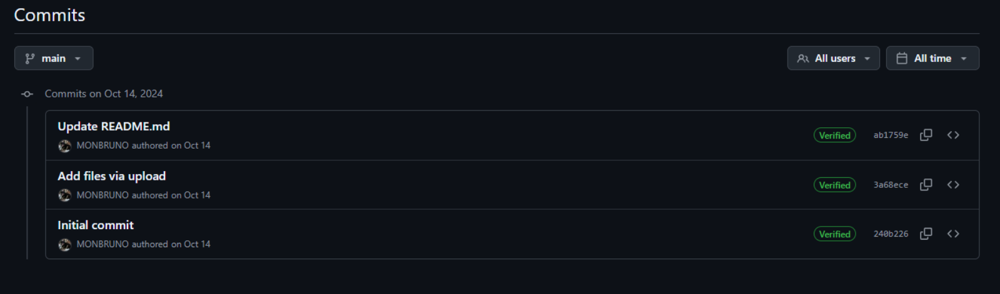 Commits
main
All users
All time
Commits on Oct 14, 2024
Update README.md
MONBRUNO authored on Oct 14
Verified
ab1759e
Add files via upload
MONBRUNO authored on Oct 14
Verified
3a68ece
Initial commit
MONBRUNO authored on Oct 14
Verified
240b226